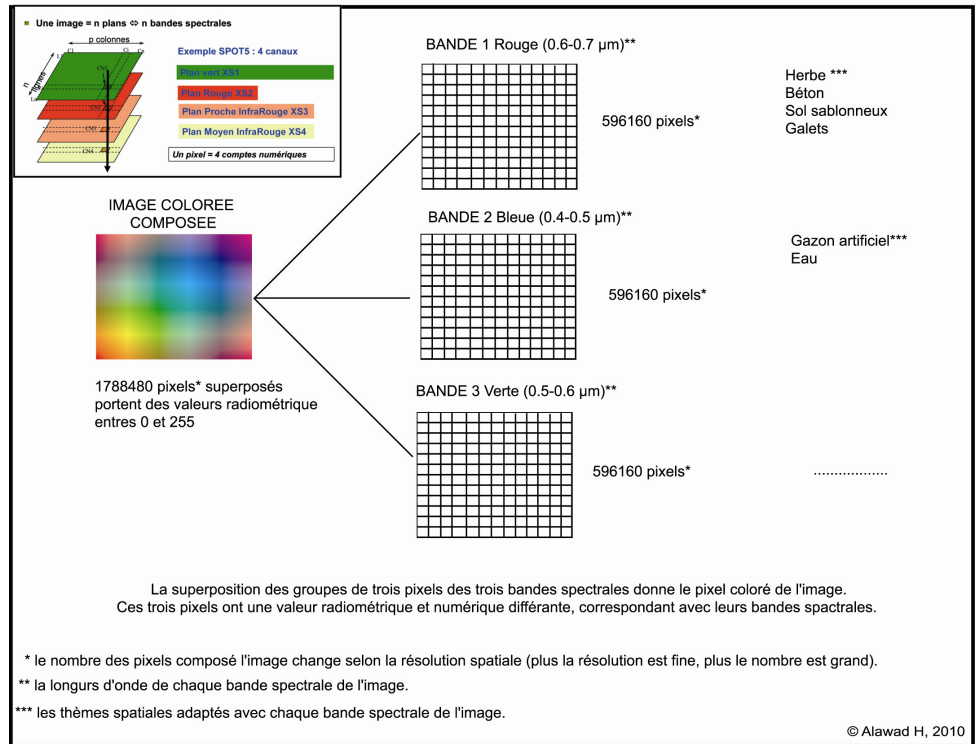 Une image = n plans ⇔ n bandes spectrales
p colonnes
n lignes
Exemple SPOT5 : 4 canaux
Plan vert XS1
Plan Rouge XS2
Plan Proche InfraRouge XS3
Plan Moyen InfraRouge XS4
Un pixel = 4 comptes numériques
CN1
CN2
CN3
CN4
IMAGE COLOREE
COMPOSEE
1788480 pixels* superposés
portent des valeurs radiométrique
entres 0 et 255
BANDE 1 Rouge (0.6-0.7 µm)**
596160 pixels*
Herbe ***
Béton
Sol sablonneux
Galets
BANDE 2 Bleue (0.4-0.5 µm)**
596160 pixels*
Gazon artificiel***
Eau
BANDE 3 Verte (0.5-0.6 µm)**
596160 pixels*
..................
La superposition des groupes de trois pixels des trois bandes spectrales donne le pixel coloré de l'image.
Ces trois pixels ont une valeur radiométrique et numérique différante, correspondant avec leurs bandes spactrales.
* le nombre des pixels composé l'image change selon la résolution spatiale (plus la résolution est fine, plus le nombre est grand).
** la longurs d'onde de chaque bande spectrale de l'image.
*** les thèmes spatiales adaptés avec chaque bande spectrale de l'image.
© Alawad H, 2010